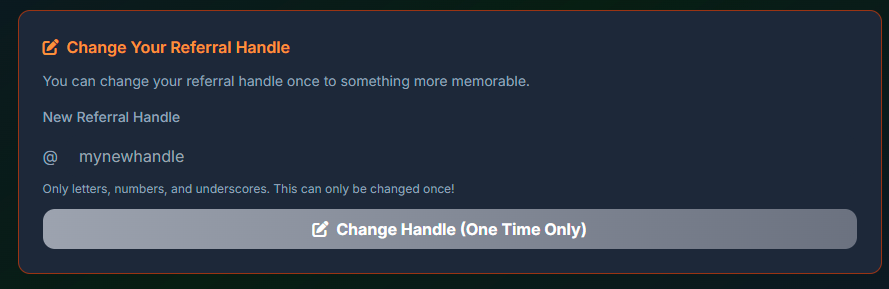 Change Your Referral Handle
You can change your referral handle once to something more memorable.
New Referral Handle
@ mynewhandle
Only letters, numbers, and underscores. This can only be changed once!
Change Handle (One Time Only)